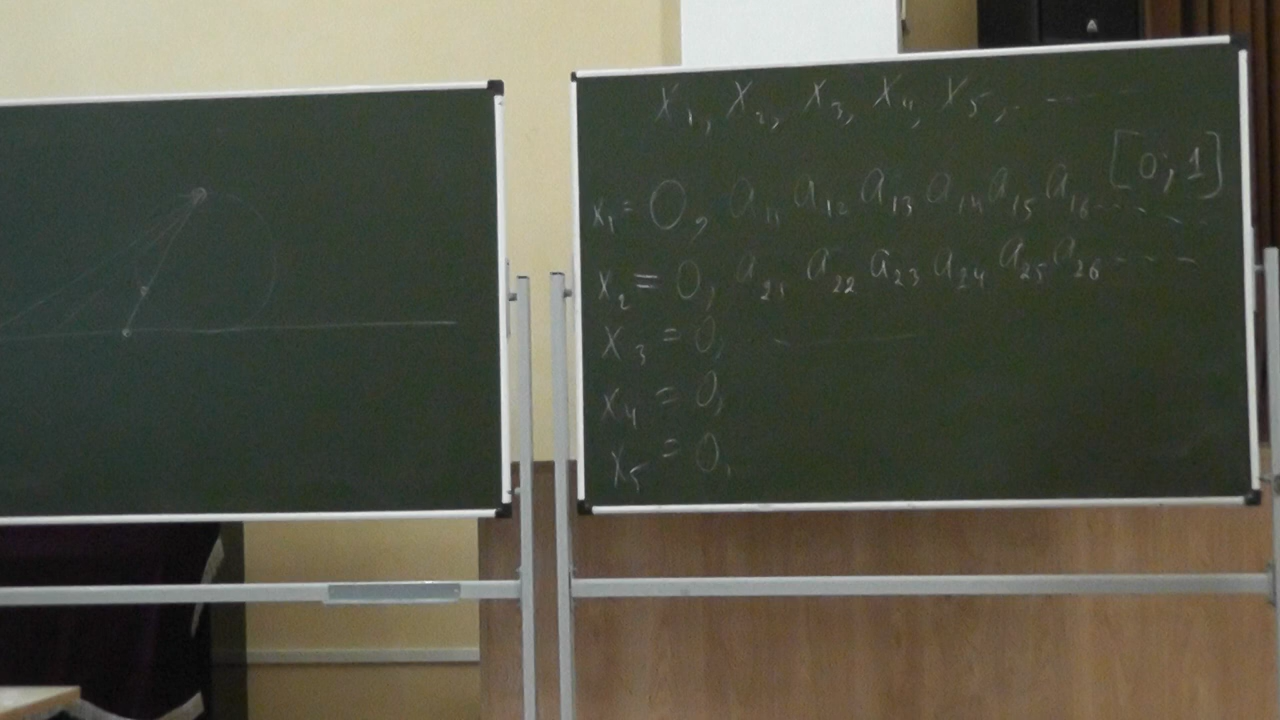 x₁, x₂, x₃, x₄, x₅, . - - - -
[0; 1]
x₁ = 0, a₁₁ a₁₂ a₁₃ a₁₄ a₁₅ a₁₆ - - - -
x₂ = 0, a₂₁ a₂₂ a₂₃ a₂₄ a₂₅ a₂₆ - - -
x₃ = 0, - - -
x₄ = 0,
x₅ = 0,